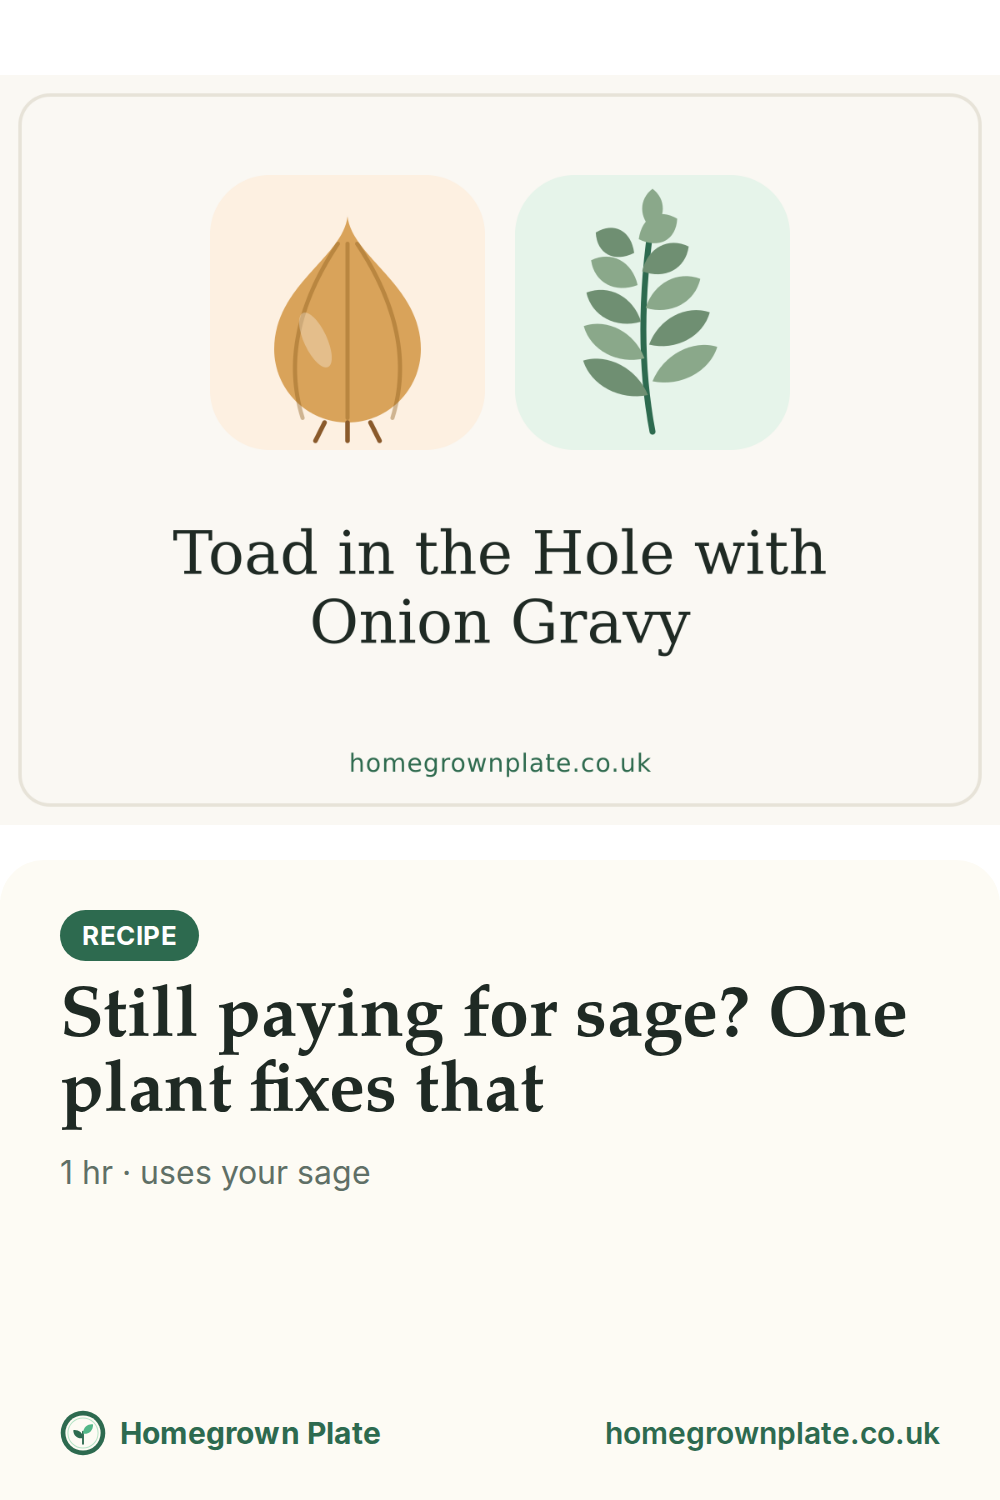 Toad in the Hole with
Onion Gravy
homegrownplate.co.uk
RECIPE
Still paying for sage? One
plant fixes that
1 hr · uses your sage
Homegrown Plate
homegrownplate.co.uk